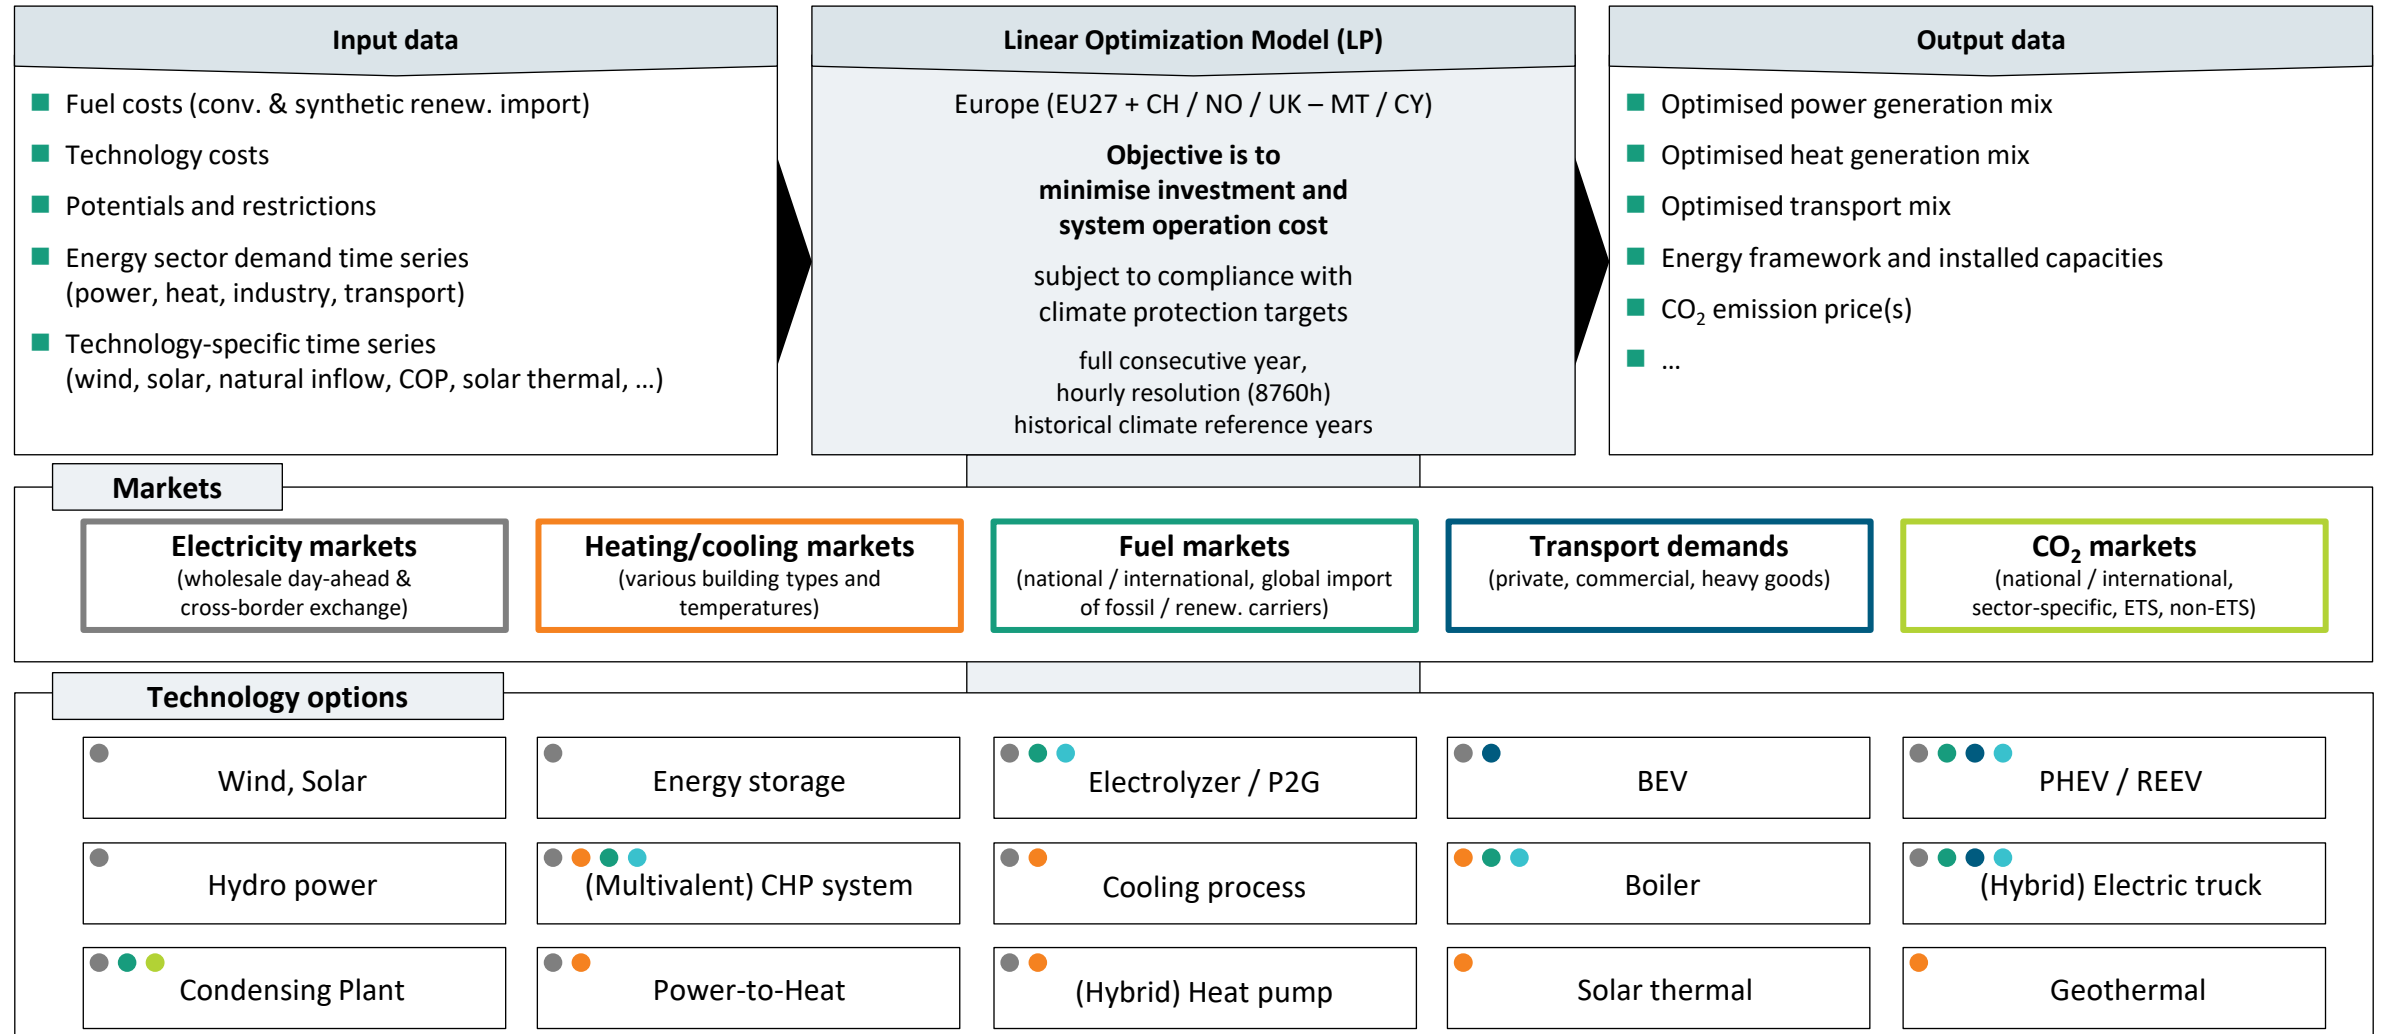 Input data
Fuel costs (conv. & synthetic renew. import)
Technology costs
Potentials and restrictions
Energy sector demand time series
(power, heat, industry, transport)
Technology-specific time series
(wind, solar, natural inflow, COP, solar thermal, ...)
Linear Optimization Model (LP)
Europe (EU27 + CH / NO / UK – MT / CY)
Objective is to
minimise investment and
system operation cost
subject to compliance with
climate protection targets
full consecutive year,
hourly resolution (8760h)
historical climate reference years
Output data
Optimised power generation mix
Optimised heat generation mix
Optimised transport mix
Energy framework and installed capacities
CO₂ emission price(s)
...
Markets
Electricity markets
(wholesale day-ahead &
cross-border exchange)
Heating/cooling markets
(various building types and
temperatures)
Fuel markets
(national / international, global import
of fossil / renew. carriers)
Transport demands
(private, commercial, heavy goods)
CO₂ markets
(national / international,
sector-specific, ETS, non-ETS)
Technology options
Wind, Solar
Energy storage
Electrolyzer / P2G
BEV
PHEV / REEV
Hydro power
(Multivalent) CHP system
Cooling process
Boiler
(Hybrid) Electric truck
Condensing Plant
Power-to-Heat
(Hybrid) Heat pump
Solar thermal
Geothermal